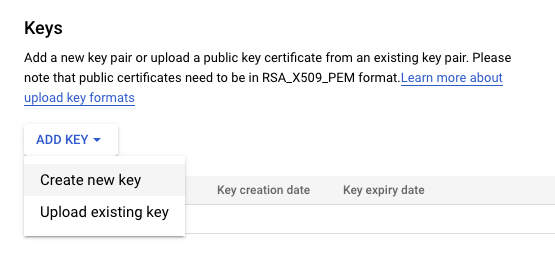 Keys
Add a new key pair or upload a public key certificate from an existing key pair. Please
note that public certificates need to be in RSA_X509_PEM format.Learn more about
upload key formats
ADD KEY
Create new key
Upload existing key
Key creation date Key expiry date